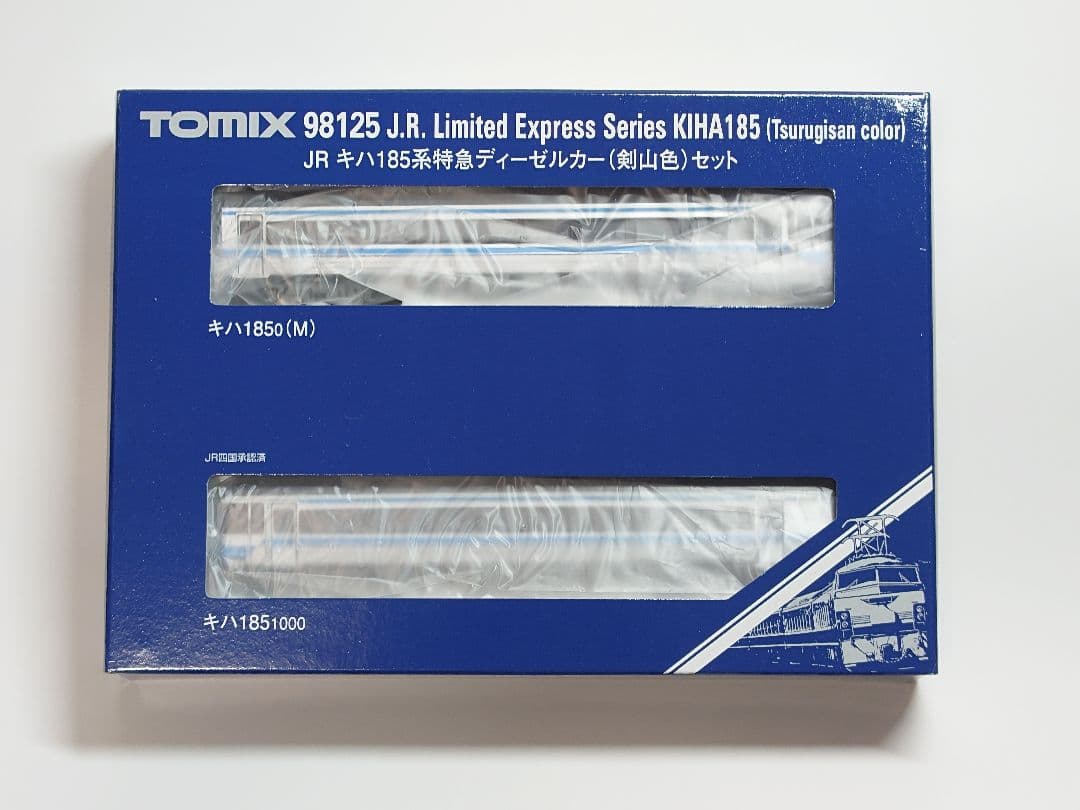 TOMIX 98125 J.R. Limited Express Series KIHA185 (Tsurugisan color)
JR キハ185系特急ディーゼルカー(剣山色)セット
キハ1850(M)
JR四国承認済
キハ1851000